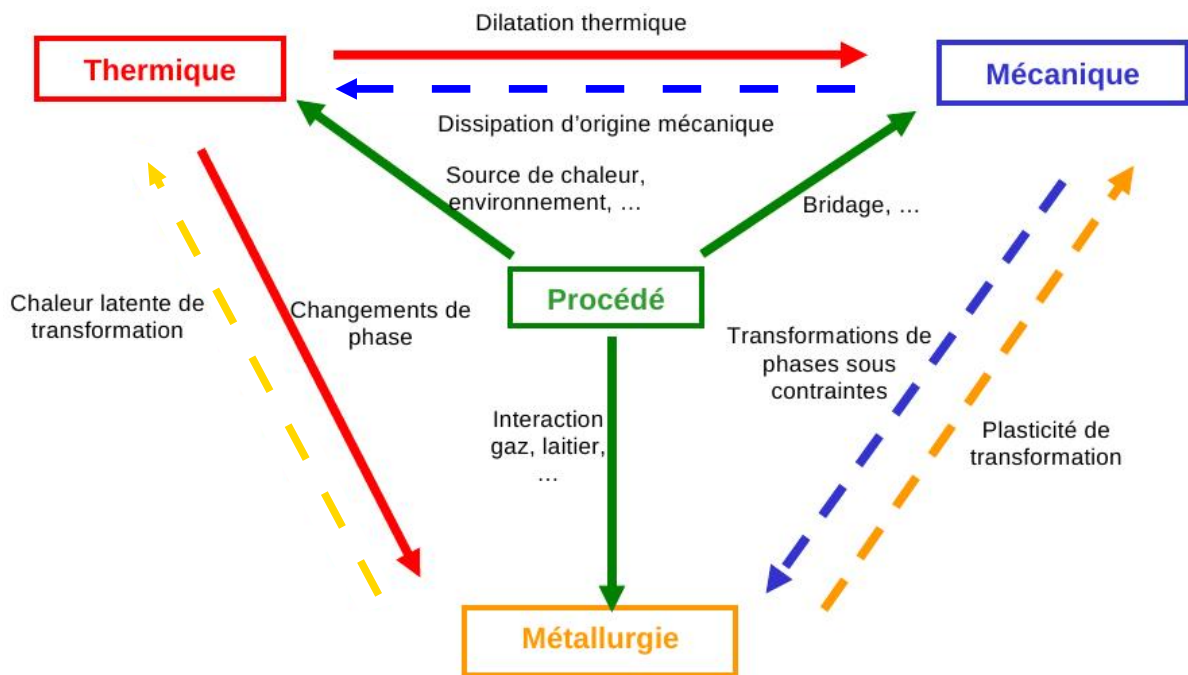 Dilatation thermique
Thermique
Mécanique
Dissipation d'origine mécanique
Source de chaleur,
environnement, …
Bridage, …
Procédé
Chaleur latente de
transformation
Changements de
phase
Transformations de
phases sous
contraintes
Interaction
gaz, laitier,
…
Plasticité de
transformation
Métallurgie